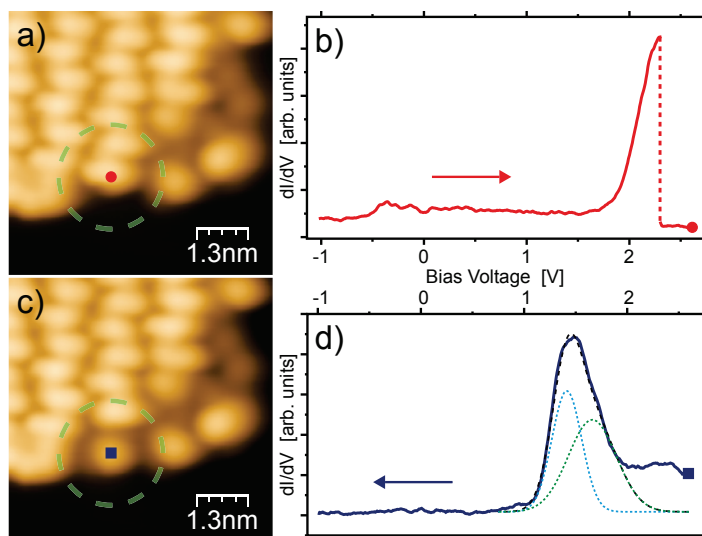 a)
1.3nm
b)
dI/dV [arb. units]
-1 0 1 2
Bias Voltage [V]
c)
1.3nm
-1 0 1 2
d)
dI/dV [arb. units]